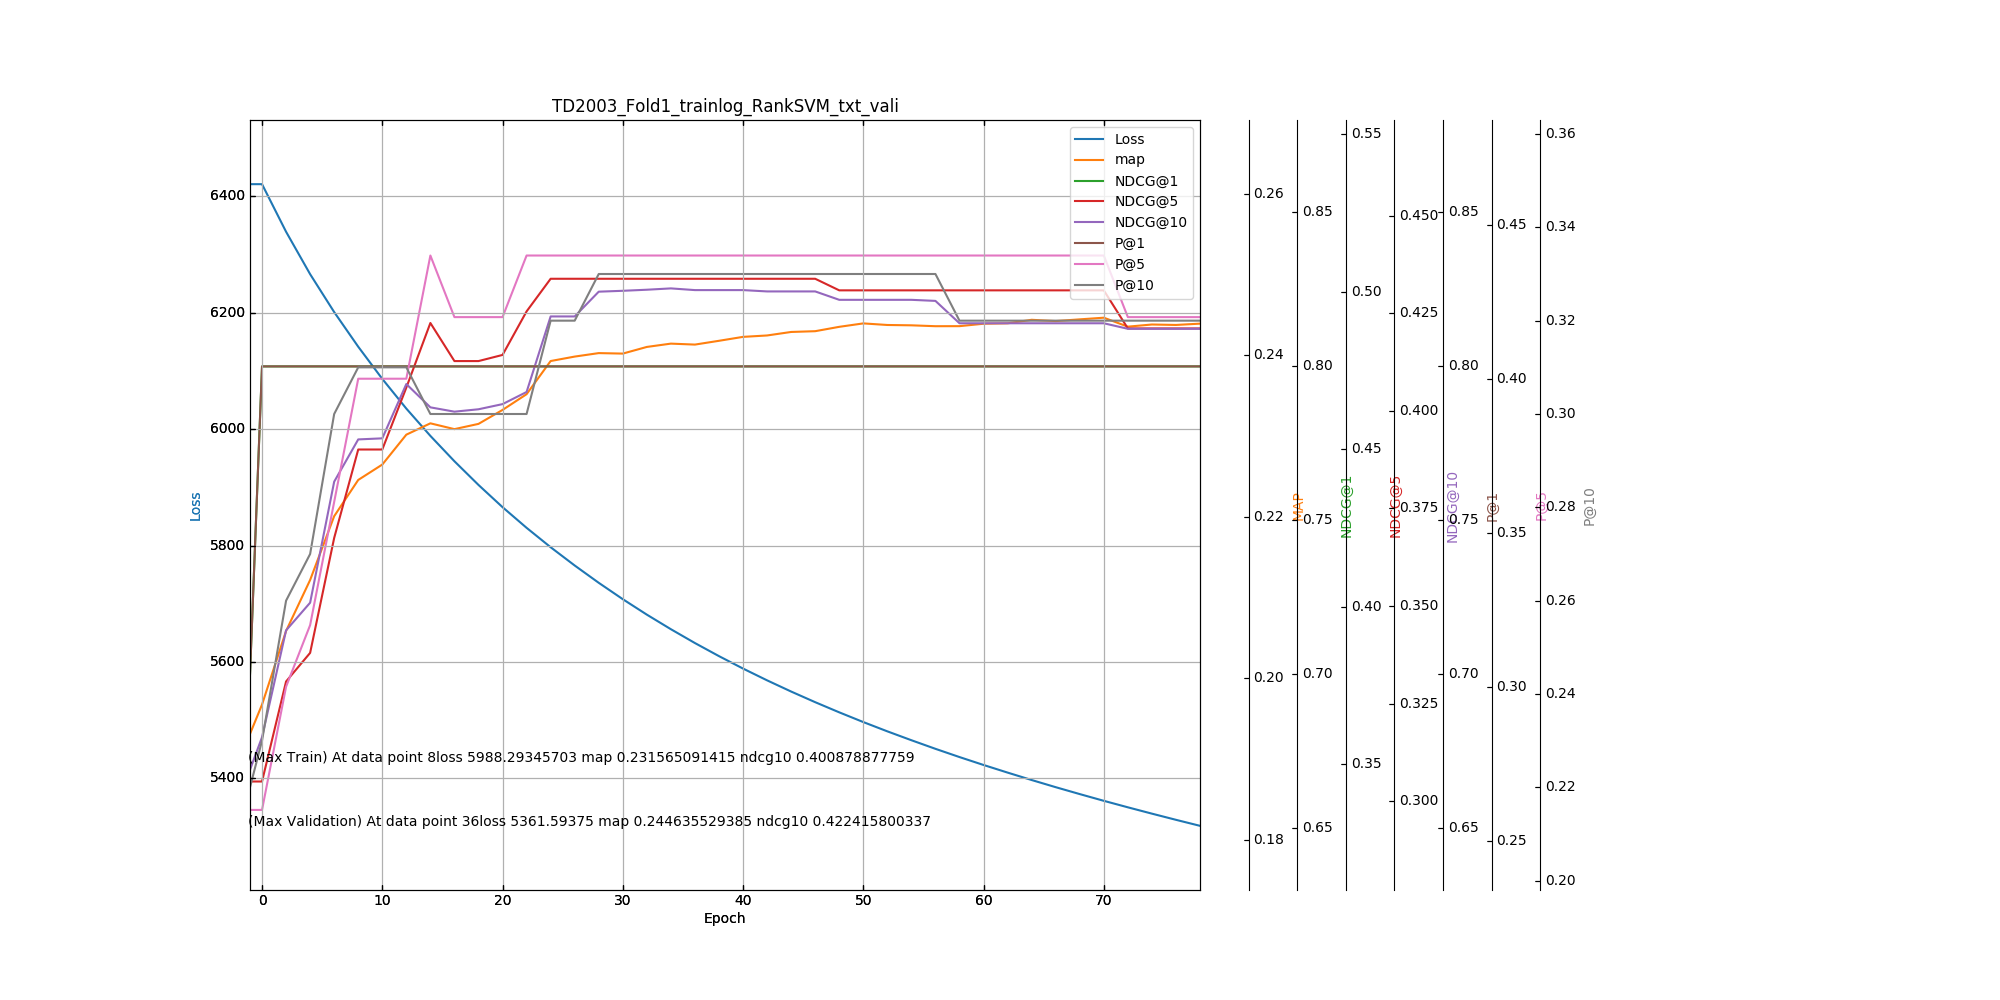 TD2003_Fold1_trainlog_RankSVM_txt_vali
Loss
map
NDCG@1
NDCG@5
NDCG@10
P@1
P@5
P@10
6400
6200
6000
5800
5600
5400
Loss
(Max Train) At data point 8loss 5988.29345703 map 0.231565091415 ndcg10 0.400878877759
(Max Validation) At data point 36loss 5361.59375 map 0.244635529385 ndcg10 0.422415800337
0 10 20 30 40 50 60 70
Epoch
0.26
0.24
0.22
0.20
0.18
MAP
0.85
0.80
0.75
0.70
0.65
NDCG@1
0.55
0.50
0.45
0.40
0.35
NDCG@5
0.450
0.425
0.400
0.375
0.350
0.325
0.300
NDCG@10
0.85
0.80
0.75
0.70
0.65
P@1
0.45
0.40
0.35
0.30
0.25
P@5
0.36
0.34
0.32
0.30
0.28
0.26
0.24
0.22
0.20
P@10